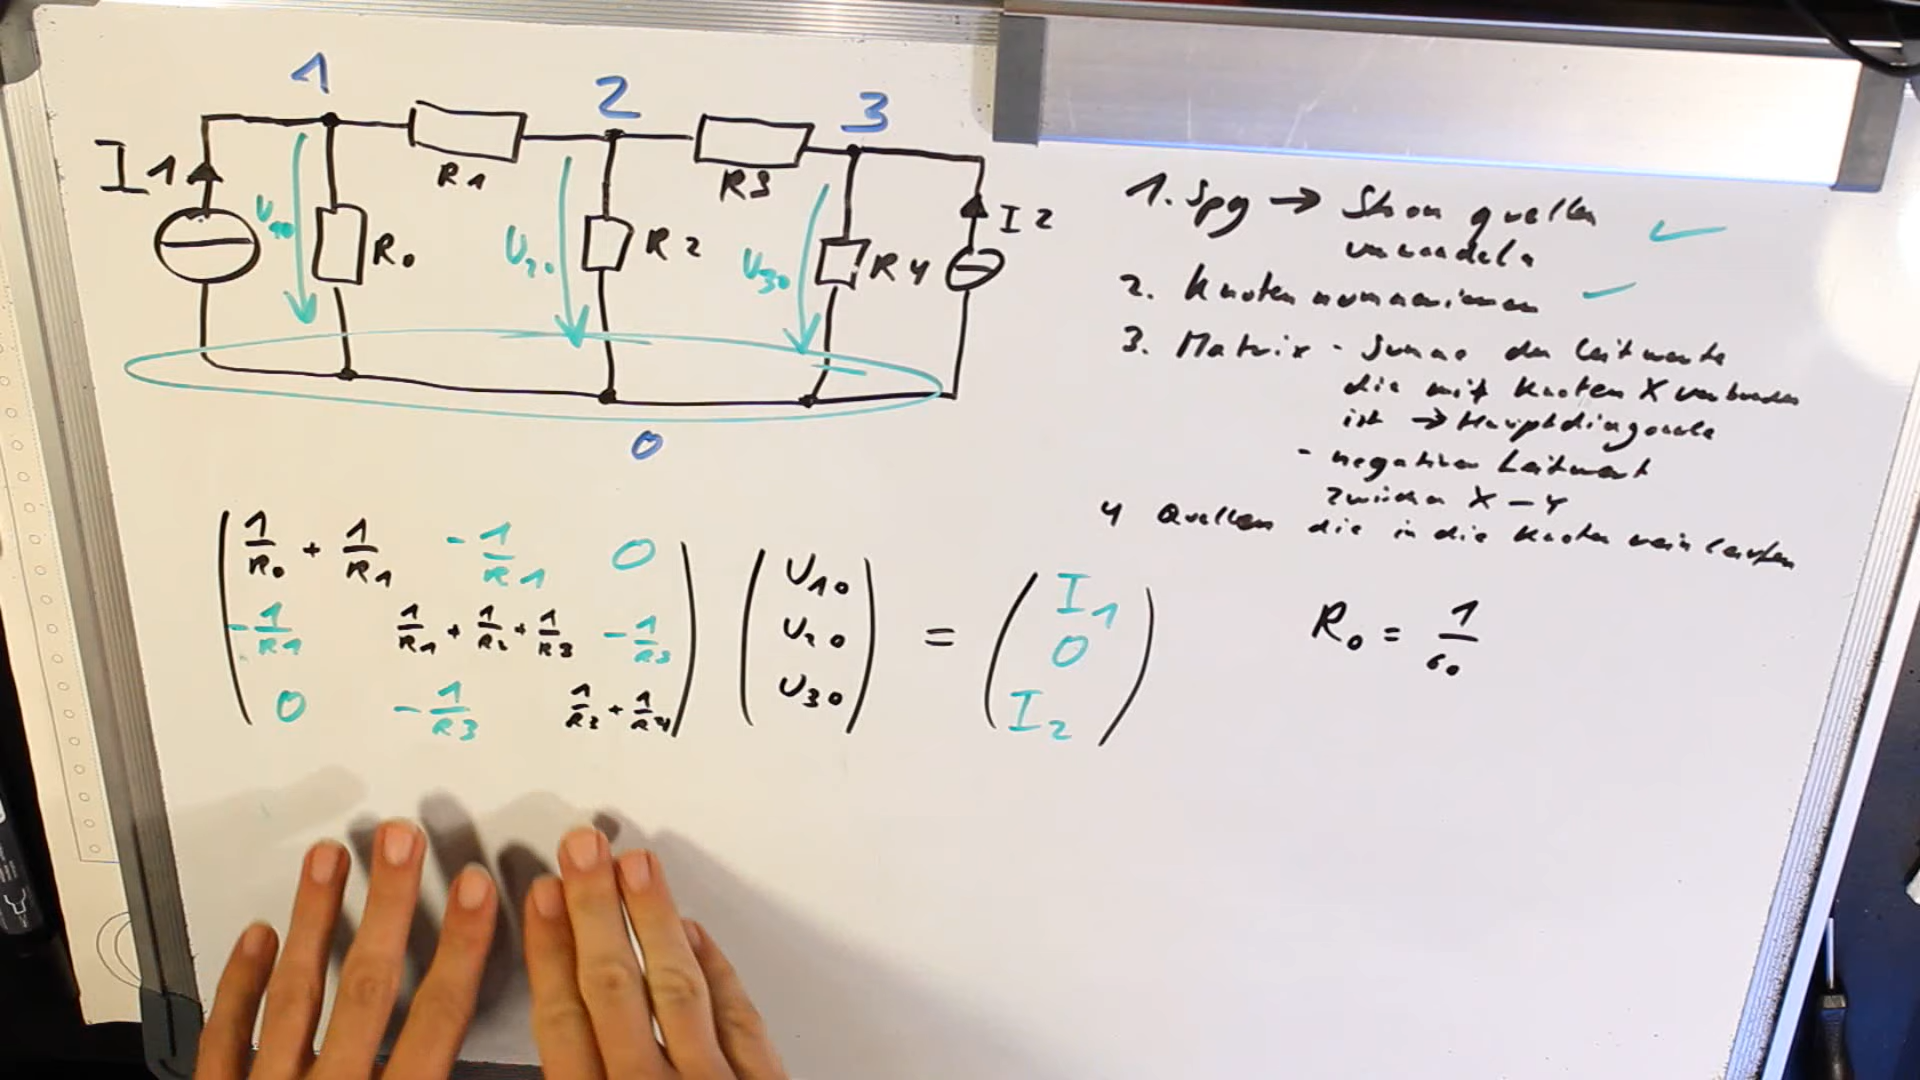 1 2 3
I1 U10 R0 R1 U20 R2 R3 U30 R4 I2
0
1. Spg → Strom quellen ✓
umwandeln
2. Knoten nummerieren ✓
3. Matrix - Summe der Leitwerte
die mit Knoten X verbunden
ist → Hauptdiagonale
- negativer Leitwert
zwischen X – Y
4 Quellen die in die Knoten reinlaufen
1/R0 + 1/R1 -1/R1 0 U10 I1
-1/R1 1/R1 + 1/R2 + 1/R3 -1/R3 U20 = 0
0 -1/R3 1/R3 + 1/R4 U30 I2
R0 = 1/G0